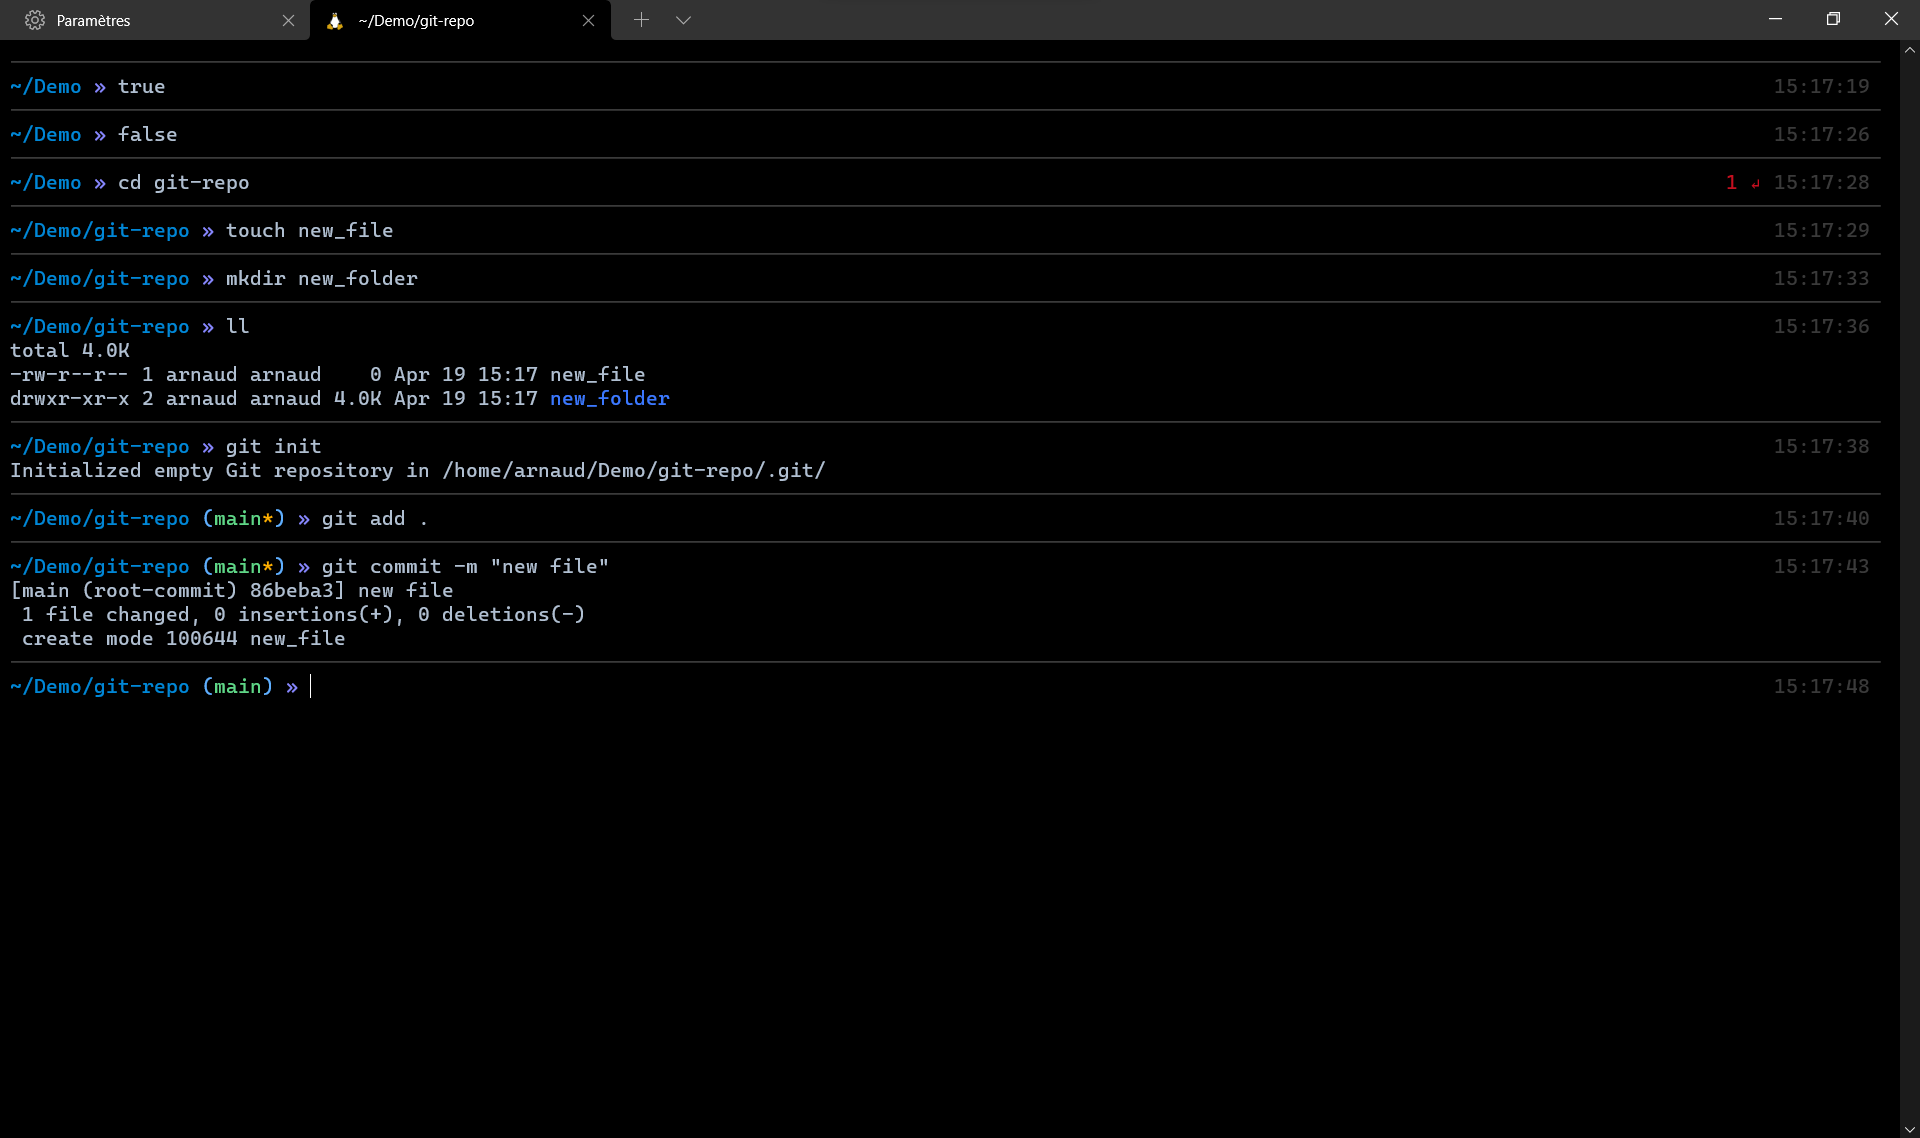 Paramètres
~/Demo/git-repo
~/Demo » true 15:17:19
~/Demo » false 15:17:26
~/Demo » cd git-repo 1 ↵ 15:17:28
~/Demo/git-repo » touch new_file 15:17:29
~/Demo/git-repo » mkdir new_folder 15:17:33
~/Demo/git-repo » ll 15:17:36
total 4.0K
-rw-r--r-- 1 arnaud arnaud    0 Apr 19 15:17 new_file
drwxr-xr-x 2 arnaud arnaud 4.0K Apr 19 15:17 new_folder
~/Demo/git-repo » git init 15:17:38
Initialized empty Git repository in /home/arnaud/Demo/git-repo/.git/
~/Demo/git-repo (main*) » git add . 15:17:40
~/Demo/git-repo (main*) » git commit -m "new file" 15:17:43
[main (root-commit) 86beba3] new file
 1 file changed, 0 insertions(+), 0 deletions(-)
 create mode 100644 new_file
~/Demo/git-repo (main) » 15:17:48